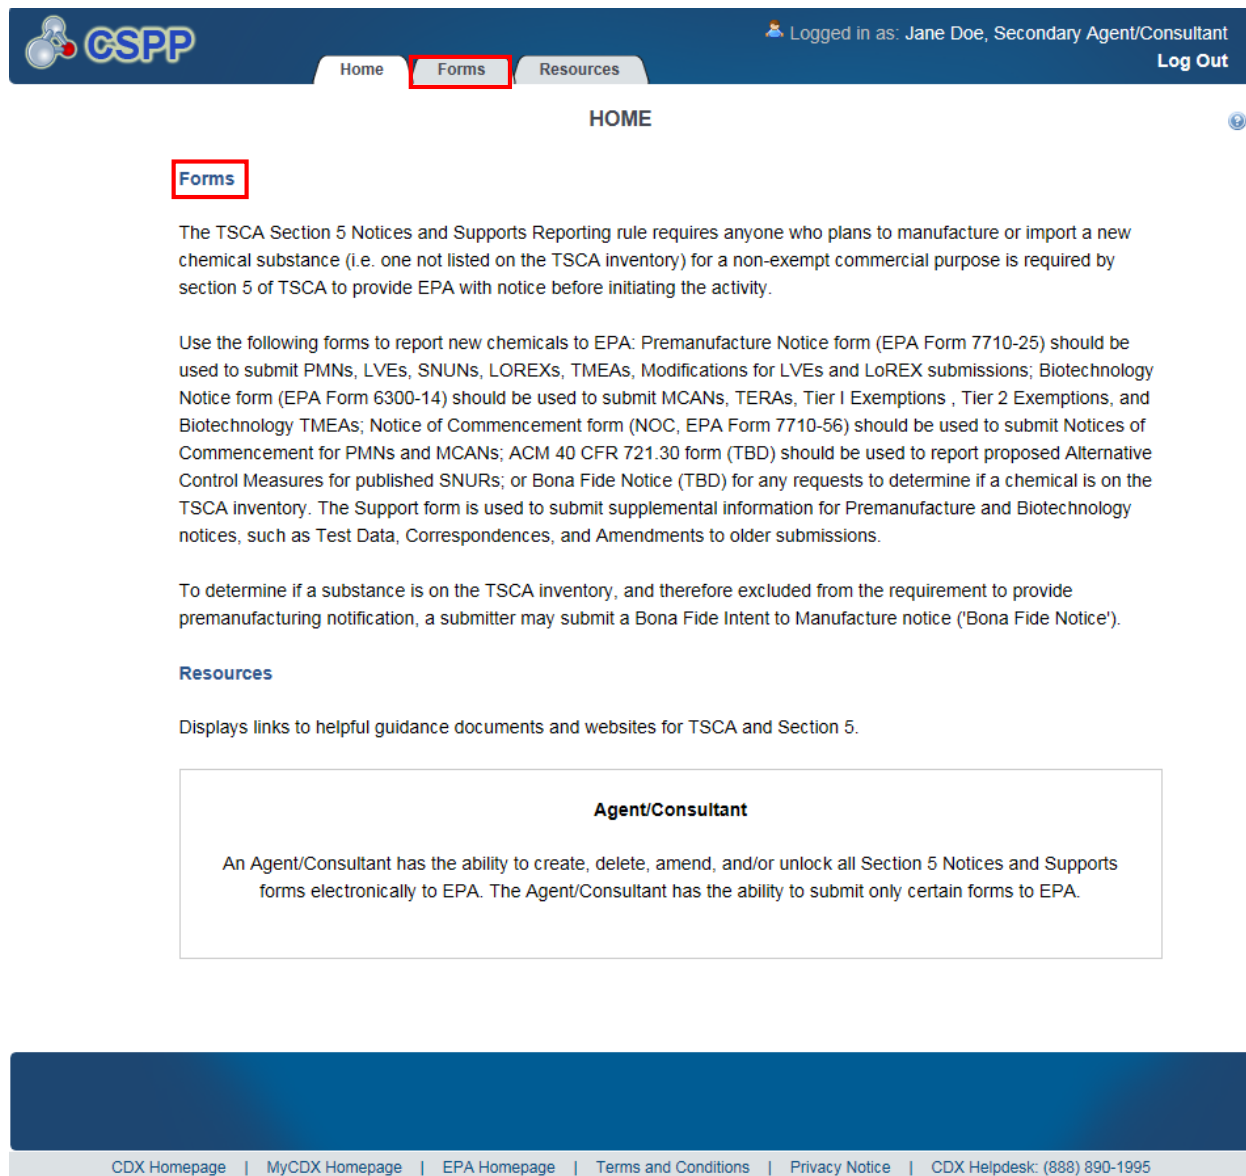 CSPP
Logged in as: Jane Doe, Secondary Agent/Consultant
Log Out
Home Forms Resources
HOME
Forms
The TSCA Section 5 Notices and Supports Reporting rule requires anyone who plans to manufacture or import a new
chemical substance (i.e. one not listed on the TSCA inventory) for a non-exempt commercial purpose is required by
section 5 of TSCA to provide EPA with notice before initiating the activity.
Use the following forms to report new chemicals to EPA: Premanufacture Notice form (EPA Form 7710-25) should be
used to submit PMNs, LVEs, SNUNs, LOREXs, TMEAs, Modifications for LVEs and LoREX submissions; Biotechnology
Notice form (EPA Form 6300-14) should be used to submit MCANs, TERAs, Tier I Exemptions , Tier 2 Exemptions, and
Biotechnology TMEAs; Notice of Commencement form (NOC, EPA Form 7710-56) should be used to submit Notices of
Commencement for PMNs and MCANs; ACM 40 CFR 721.30 form (TBD) should be used to report proposed Alternative
Control Measures for published SNURs; or Bona Fide Notice (TBD) for any requests to determine if a chemical is on the
TSCA inventory. The Support form is used to submit supplemental information for Premanufacture and Biotechnology
notices, such as Test Data, Correspondences, and Amendments to older submissions.
To determine if a substance is on the TSCA inventory, and therefore excluded from the requirement to provide
premanufacturing notification, a submitter may submit a Bona Fide Intent to Manufacture notice ('Bona Fide Notice').
Resources
Displays links to helpful guidance documents and websites for TSCA and Section 5.
Agent/Consultant
An Agent/Consultant has the ability to create, delete, amend, and/or unlock all Section 5 Notices and Supports
forms electronically to EPA. The Agent/Consultant has the ability to submit only certain forms to EPA.
CDX Homepage | MyCDX Homepage | EPA Homepage | Terms and Conditions | Privacy Notice | CDX Helpdesk: (888) 890-1995